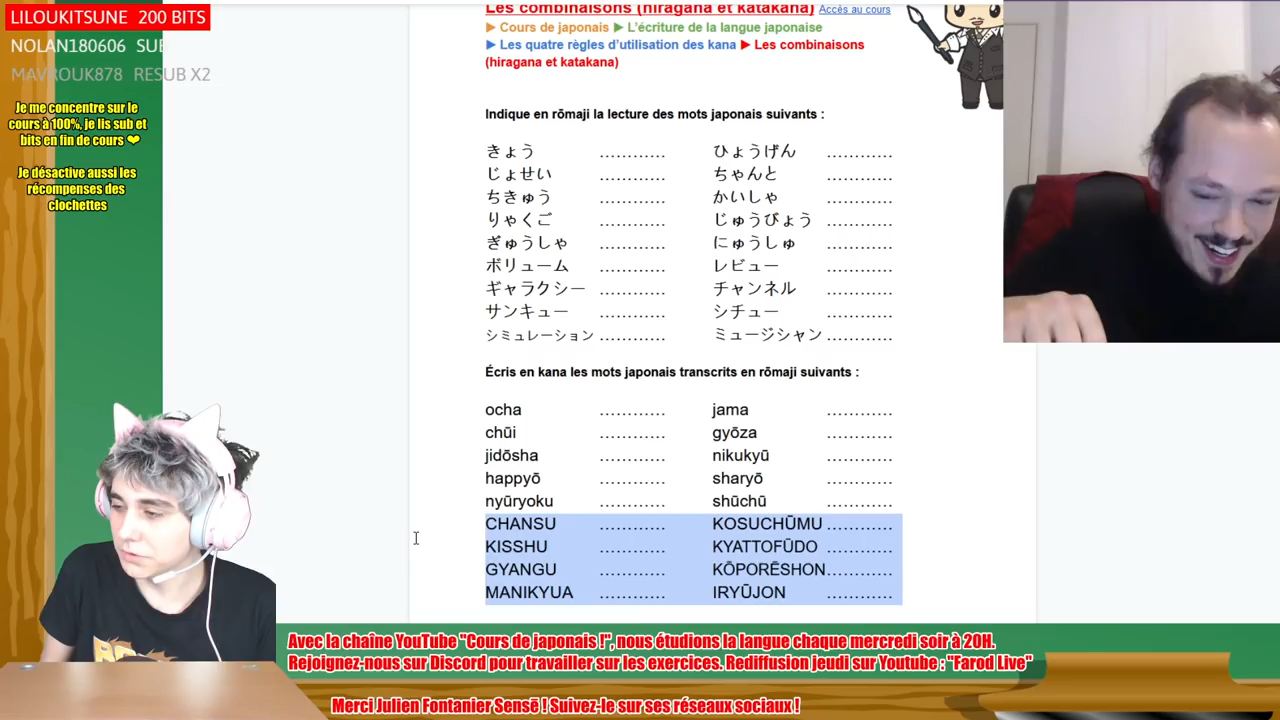 LILOUKITSUNE 200 BITS
NOLAN180606 SUB
MAVROUK878 RESUB X2
Je me concentre sur le
cours à 100%, je lis sub et
bits en fin de cours ❤
Je désactive aussi les
récompenses des
clochettes
Les combinaisons (hiragana et katakana) Accès au cours
▶ Cours de japonais ▶ L'écriture de la langue japonaise
▶ Les quatre règles d'utilisation des kana ▶ Les combinaisons
(hiragana et katakana)
Indique en rōmaji la lecture des mots japonais suivants :
きょう ………… ひょうげん …………
じょせい ………… ちゃんと …………
ちきゅう ………… かいしゃ …………
りゃくご ………… じゅうびょう …………
ぎゅうしゃ ………… にゅうしゅ …………
ボリューム ………… レビュー …………
ギャラクシー ………… チャンネル …………
サンキュー ………… シチュー …………
シミュレーション ………… ミュージシャン …………
Écris en kana les mots japonais transcrits en rōmaji suivants :
ocha ………… jama …………
chūi ………… gyōza …………
jidōsha ………… nikukyū …………
happyō ………… sharyō …………
nyūryoku ………… shūchū …………
CHANSU ………… KOSUCHŪMU …………
KISSHU ………… KYATTOFŪDO …………
GYANGU ………… KŌPORĒSHON …………
MANIKYUA ………… IRYŪJON …………
Avec la chaîne YouTube "Cours de japonais !", nous étudions la langue chaque mercredi soir à 20H.
Rejoignez-nous sur Discord pour travailler sur les exercices. Rediffusion jeudi sur Youtube : "Farod Live"
Merci Julien Fontanier Sensē ! Suivez-le sur ses réseaux sociaux !